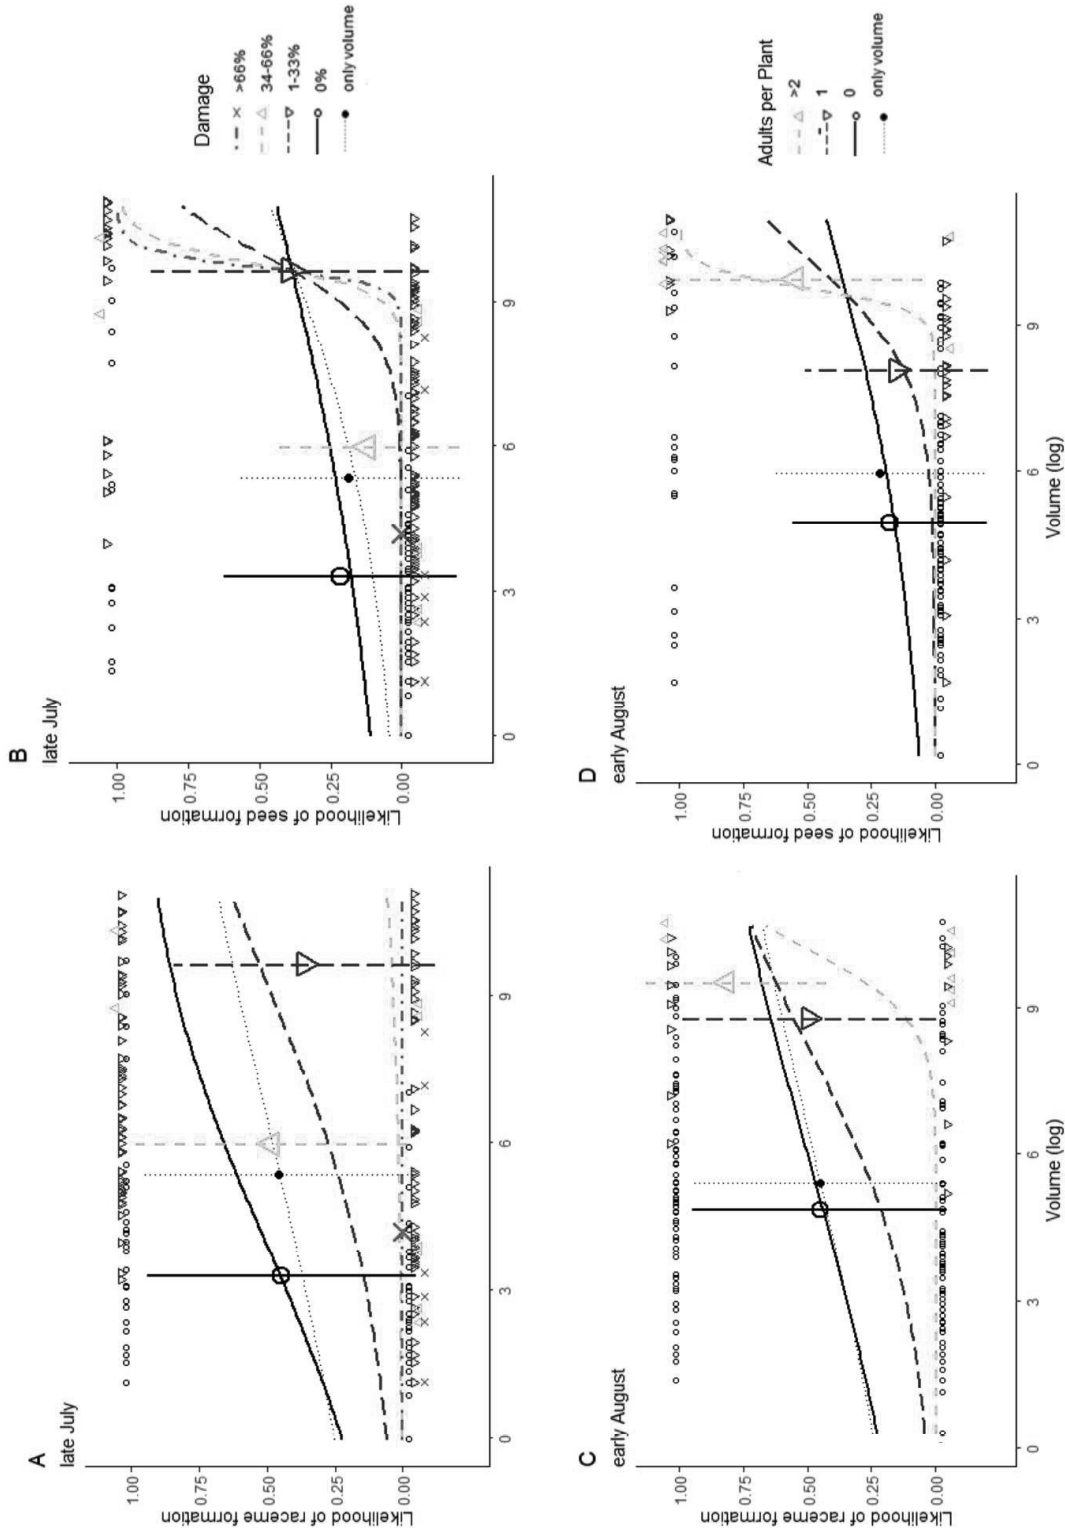 A
late July
Likelihood of raceme formation
1.00
0.75
0.50
0.25
0.00
0
3
6
9
B
late July
Likelihood of seed formation
1.00
0.75
0.50
0.25
0.00
0
3
6
9
Damage
>66%
34-66%
1-33%
0%
only volume
C
early August
Likelihood of raceme formation
1.00
0.75
0.50
0.25
0.00
0
3
6
9
Volume (log)
D
early August
Likelihood of seed formation
1.00
0.75
0.50
0.25
0.00
0
3
6
9
Volume (log)
Adults per Plant
>2
1
0
only volume